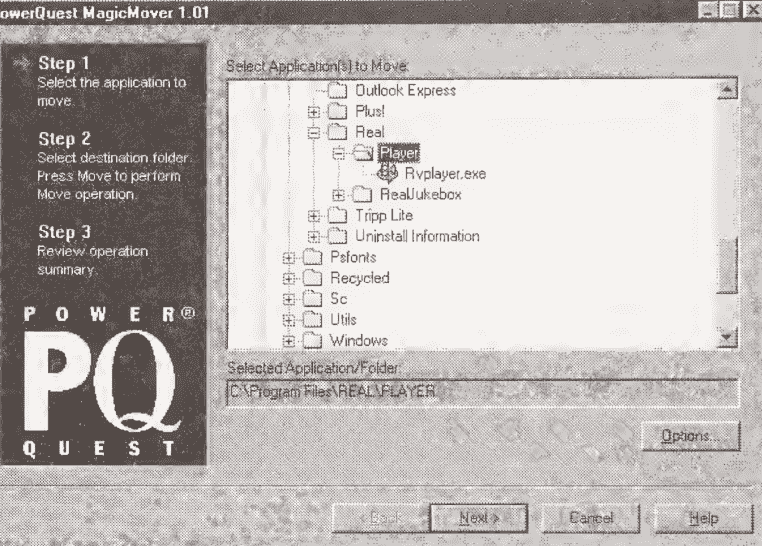 owerQuest MagicMover 1.01
Step 1
Select the application to
move.
Step 2
Select destination folder.
Press Move to perform
Move operation.
Step 3
Review operation
summary.
POWER®
PQ
QUEST
Select Application(s) to Move:
Outlook Express
Plus!
Real
Player
Rvplayer.exe
RealJukebox
Tripp Lite
Uninstall Information
Psfonts
Recycled
Sc
Utils
Windows
Selected Application/Folder:
C:\Program Files\REAL\PLAYER
Options...
< Back
Next >
Cancel
Help